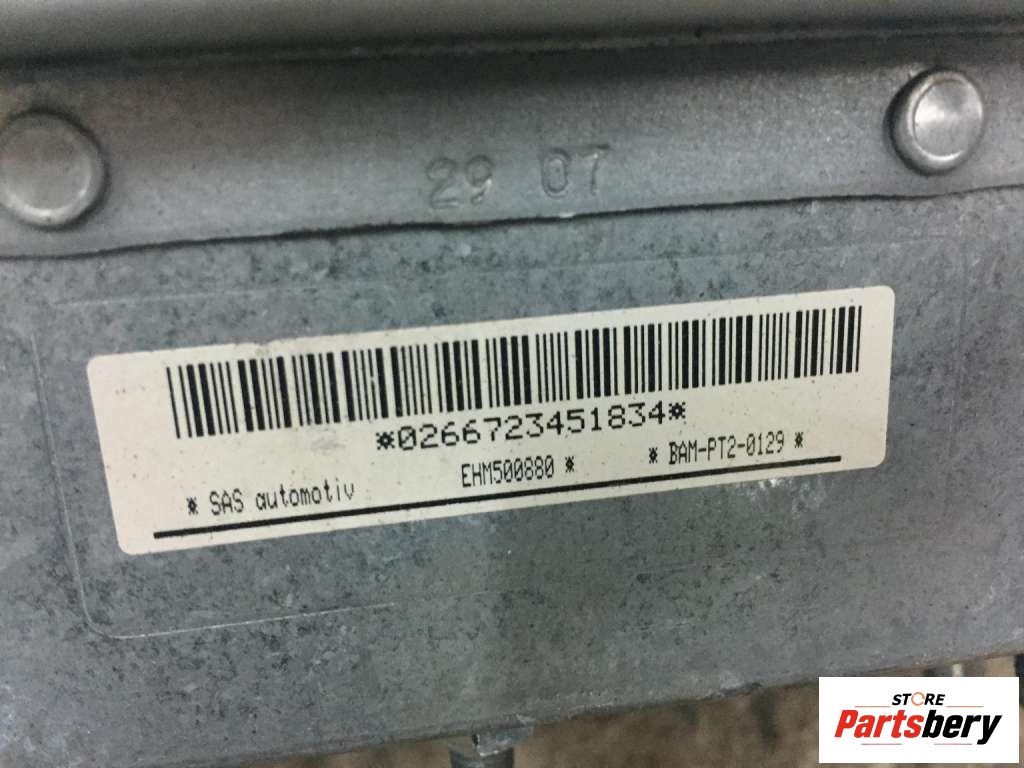 29 07
*0266723451834*
* SAS automotiv EHM500880 * * BAM-PT2-0129 *
STORE
Partsbery